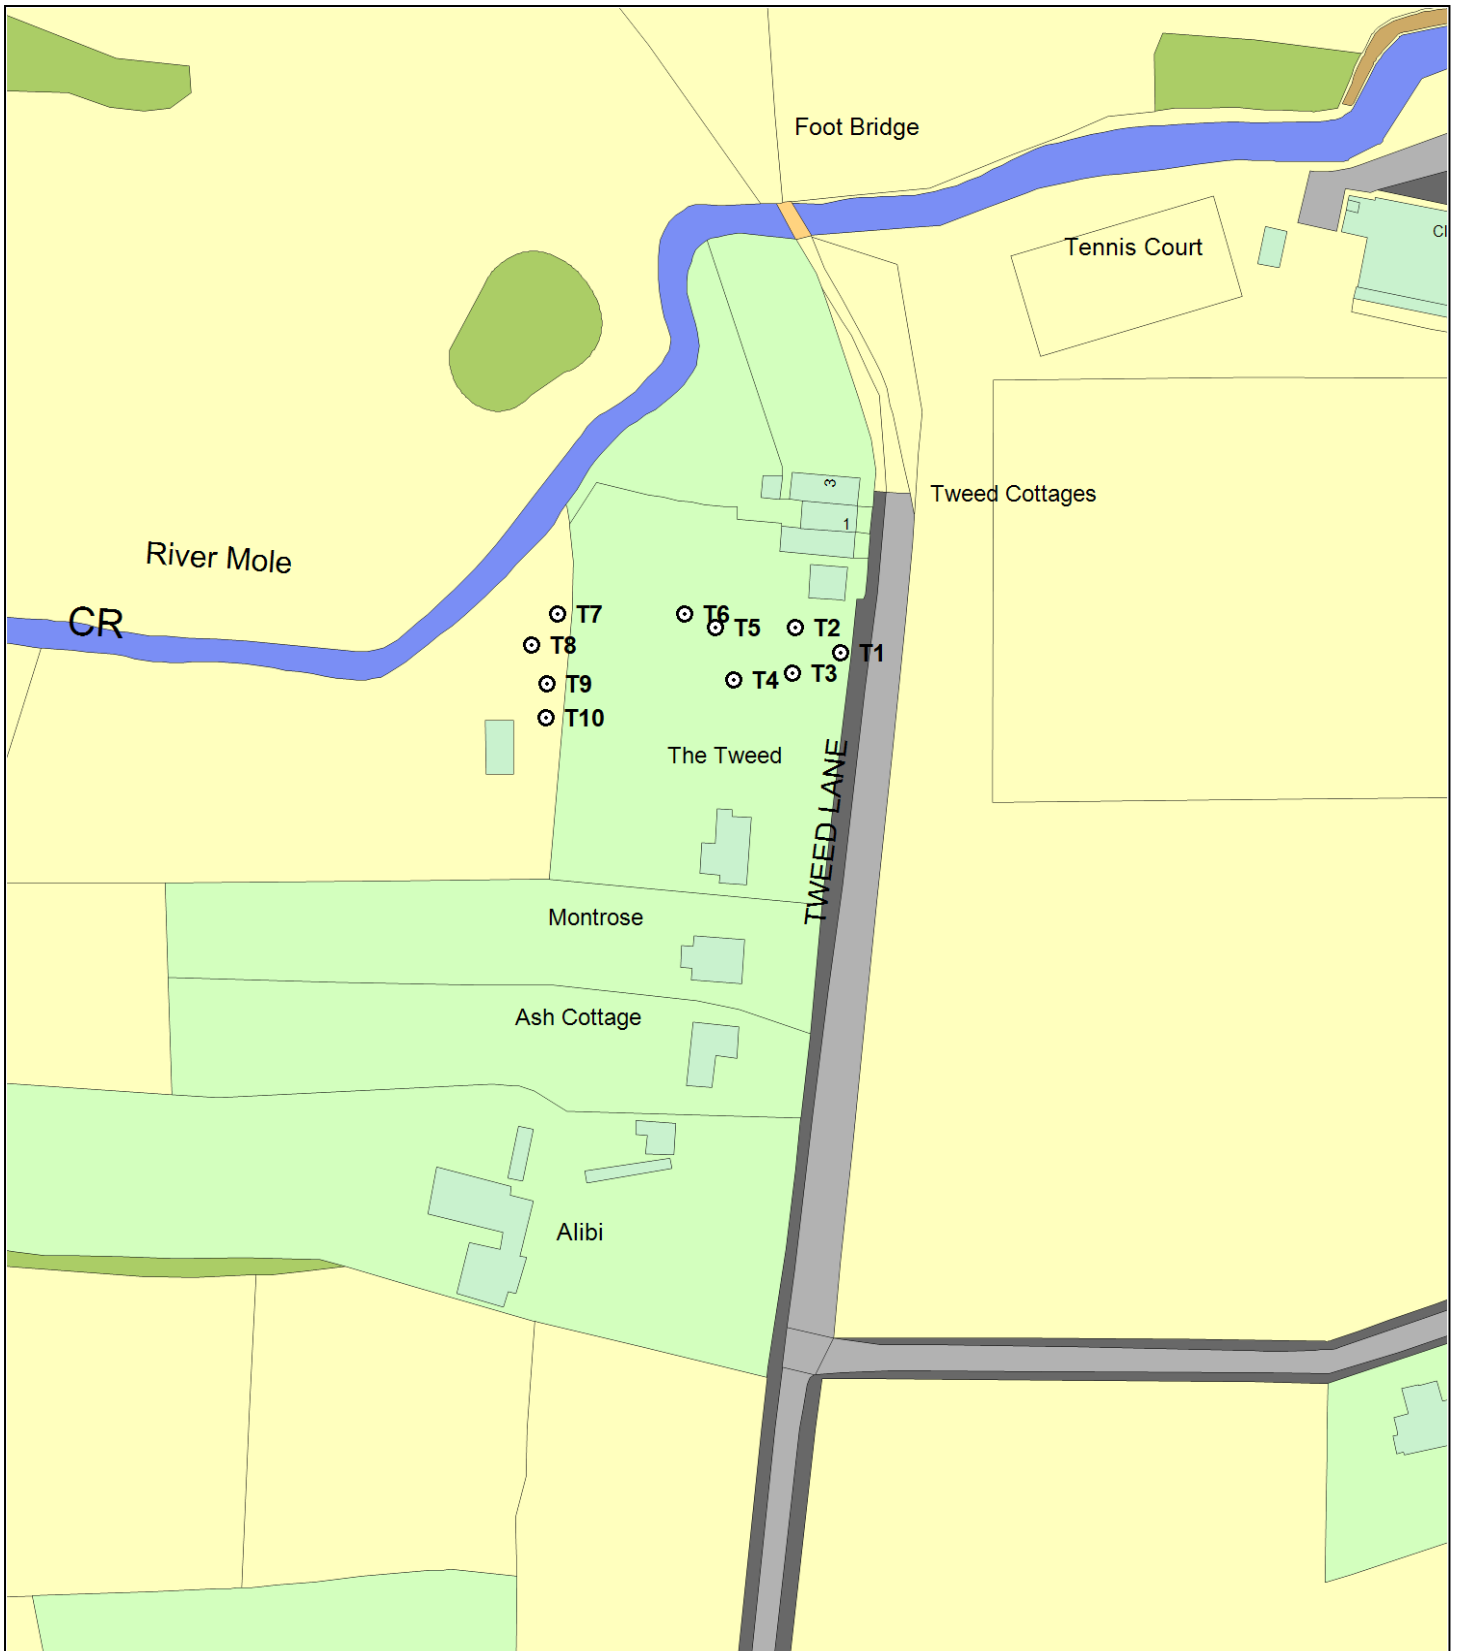 Foot Bridge
Tennis Court
Cl
3
Tweed Cottages
1
River Mole
CR
T7
T6
T5
T2
T8
T1
T3
T4
T9
T10
The Tweed
TWEED LANE
Montrose
Ash Cottage
Alibi